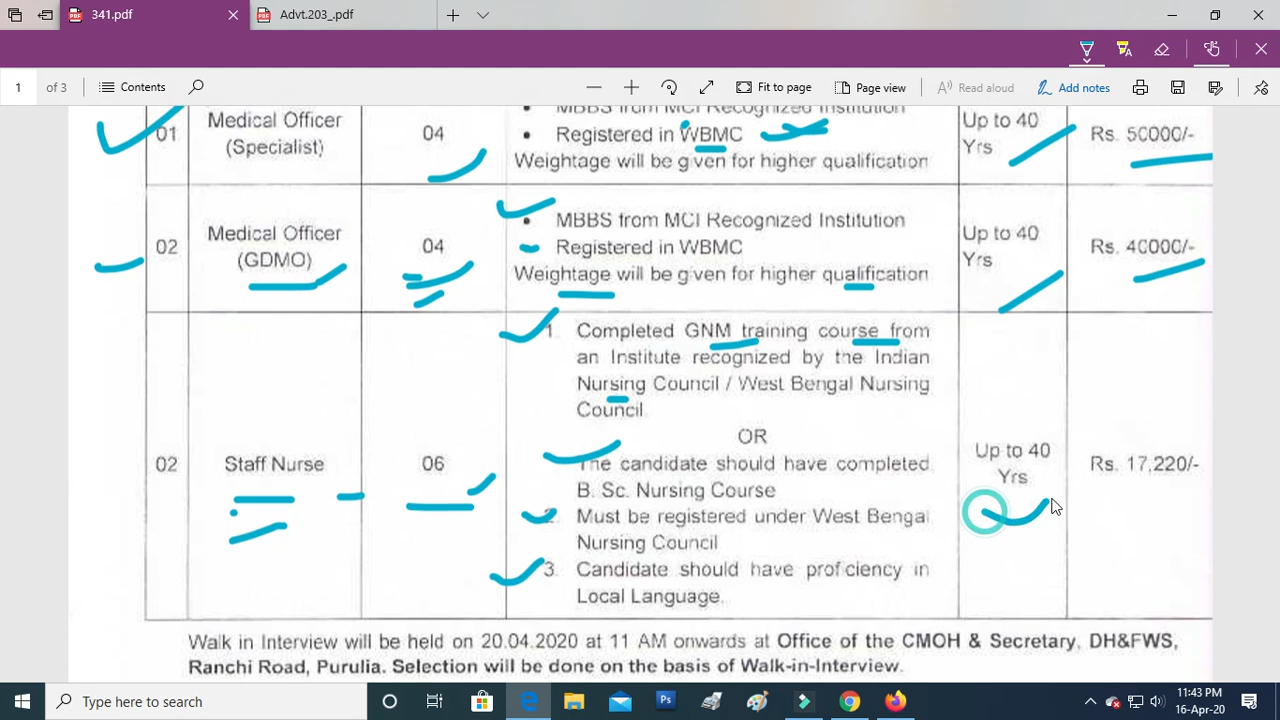 341.pdf
Advt.203_.pdf
1 of 3
Contents
Fit to page
Page view
Read aloud
Add notes
MBBS from MCI Recognized Institution
01
Medical Officer
(Specialist)
04
Registered in WBMC
Weightage will be given for higher qualification
Up to 40
Yrs
Rs. 50000/-
02
Medical Officer
(GDMO)
04
MBBS from MCI Recognized Institution
Registered in WBMC
Weightage will be given for higher qualification
Up to 40
Yrs
Rs. 40000/-
02
Staff Nurse
06
1. Completed GNM training course from
an Institute recognized by the Indian
Nursing Council / West Bengal Nursing
Council
OR
The candidate should have completed
B. Sc. Nursing Course
2. Must be registered under West Bengal
Nursing Council
3. Candidate should have proficiency in
Local Language.
Up to 40
Yrs
Rs. 17,220/-
Walk in Interview will be held on 20.04.2020 at 11 AM onwards at Office of the CMOH & Secretary, DH&FWS,
Ranchi Road, Purulia. Selection will be done on the basis of Walk-in-Interview.
Type here to search
11:43 PM
16-Apr-20